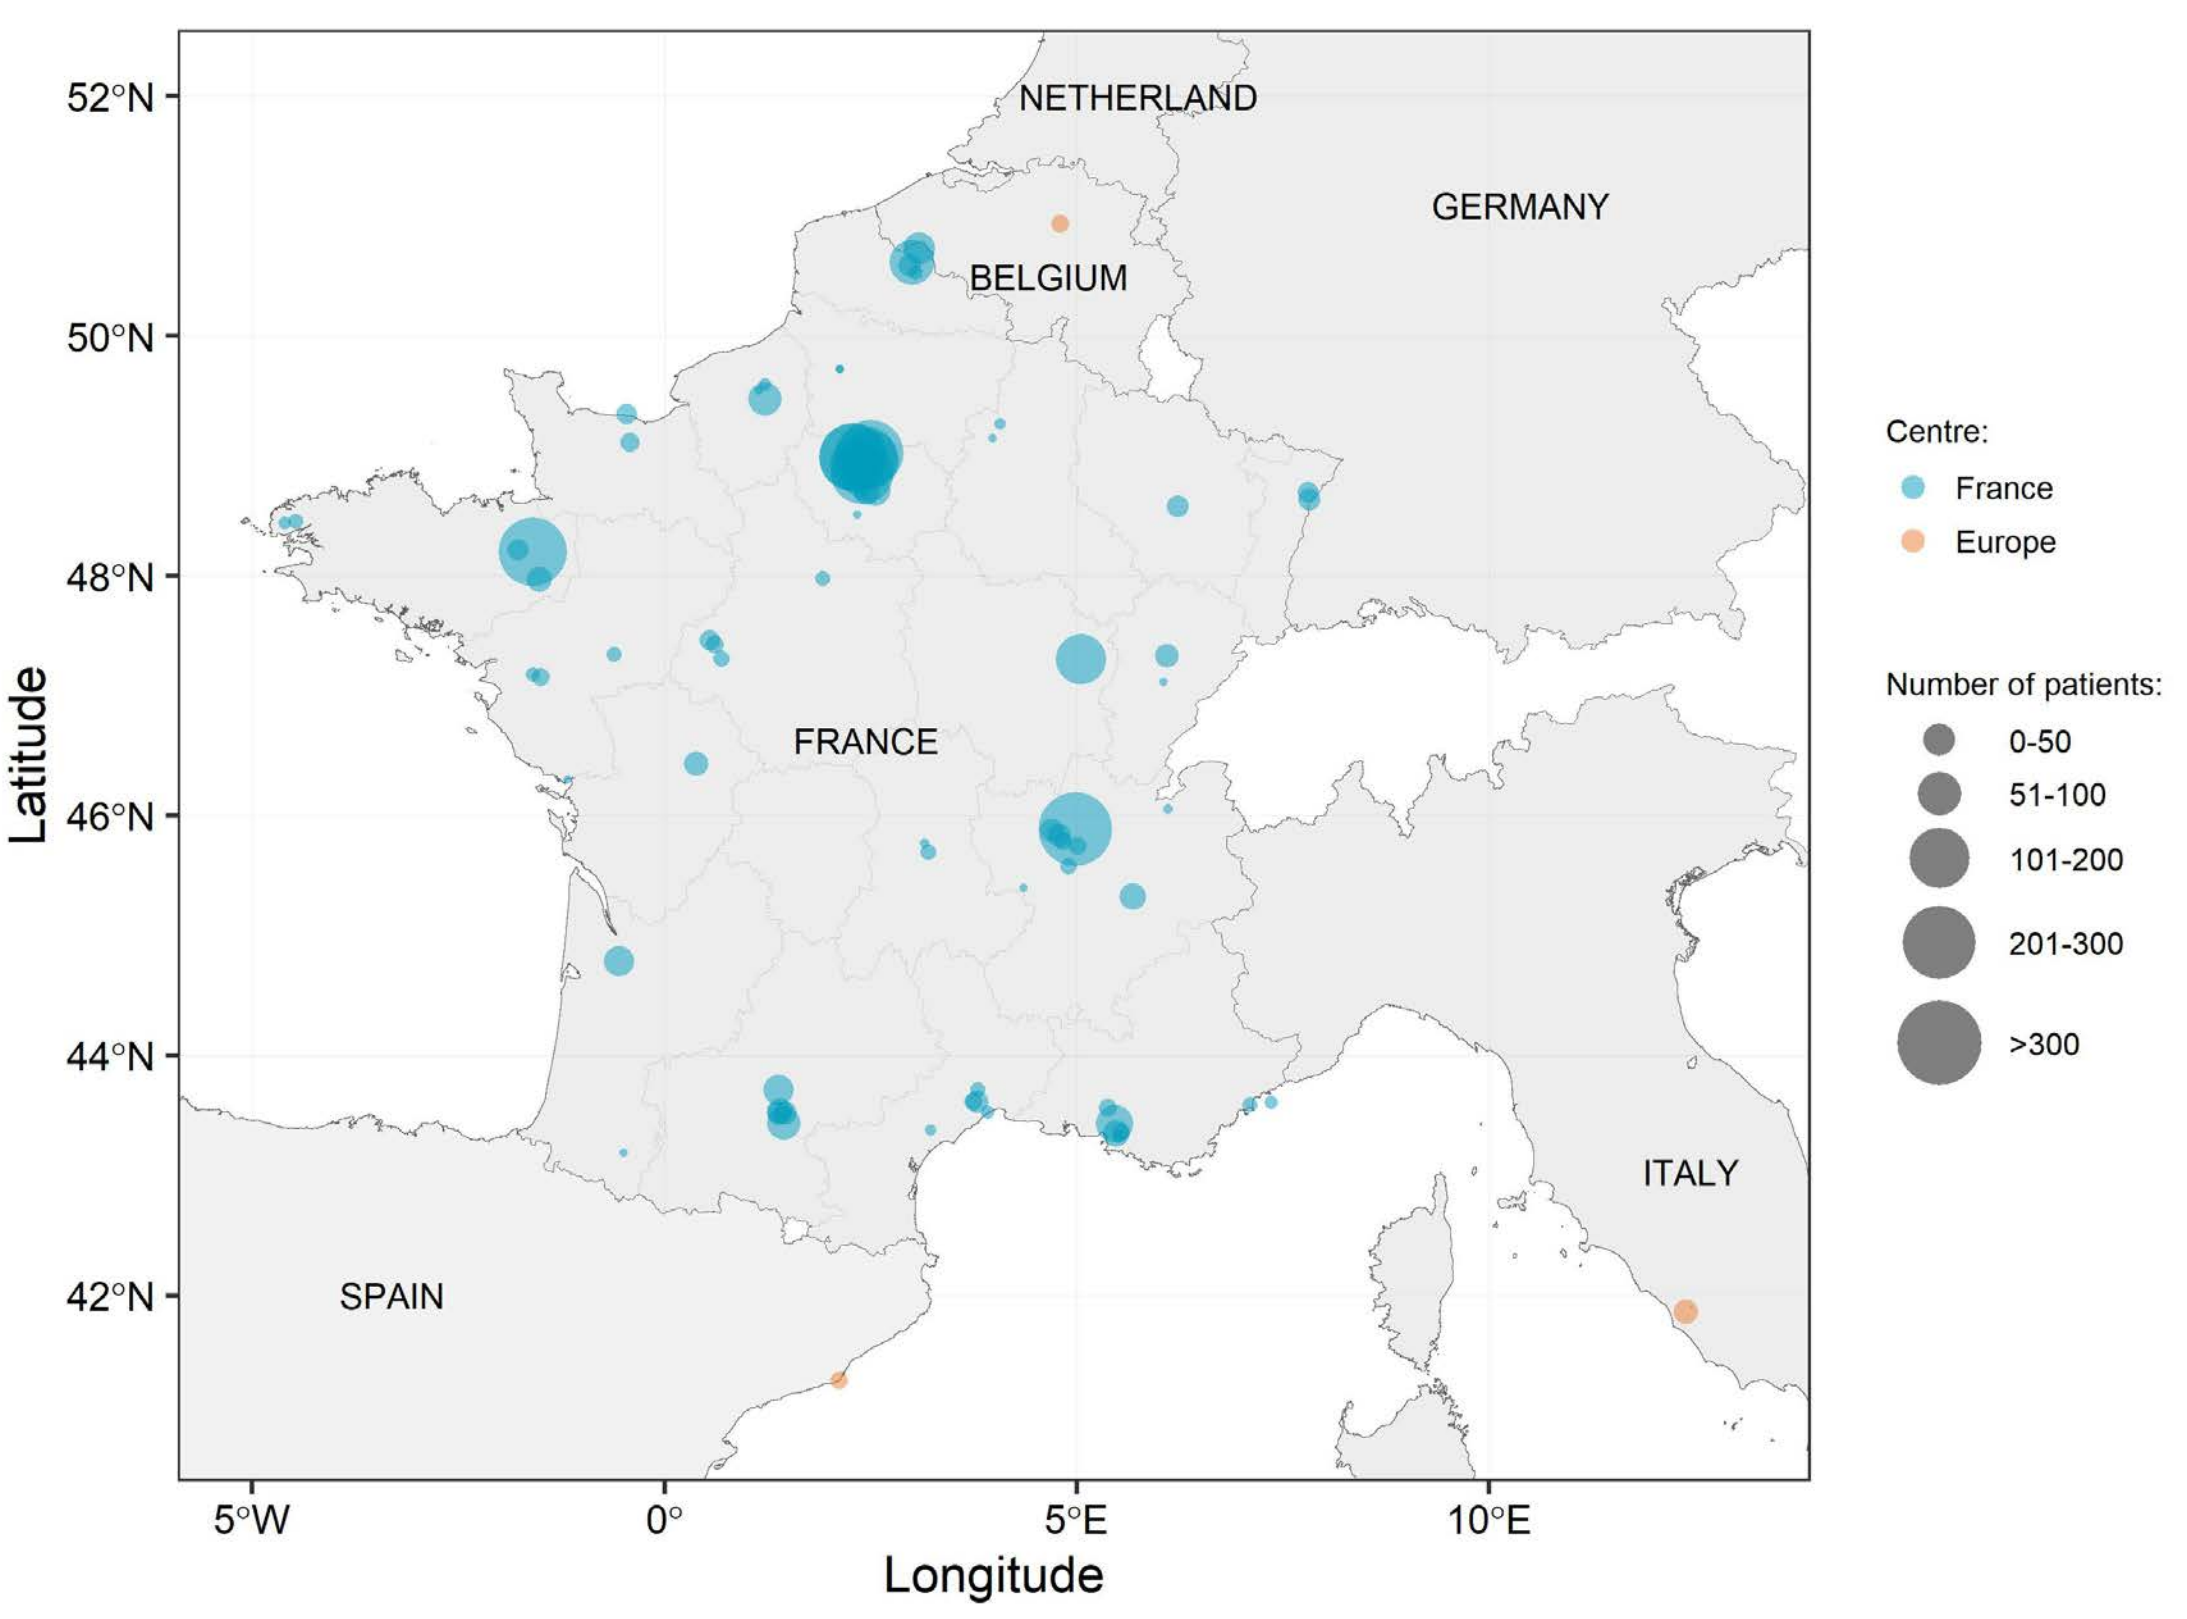 52°N
50°N
48°N
46°N
44°N
42°N
Latitude
NETHERLAND
GERMANY
BELGIUM
FRANCE
ITALY
SPAIN
5°W
0°
5°E
10°E
Longitude
Centre:
France
Europe
Number of patients:
0-50
51-100
101-200
201-300
>300